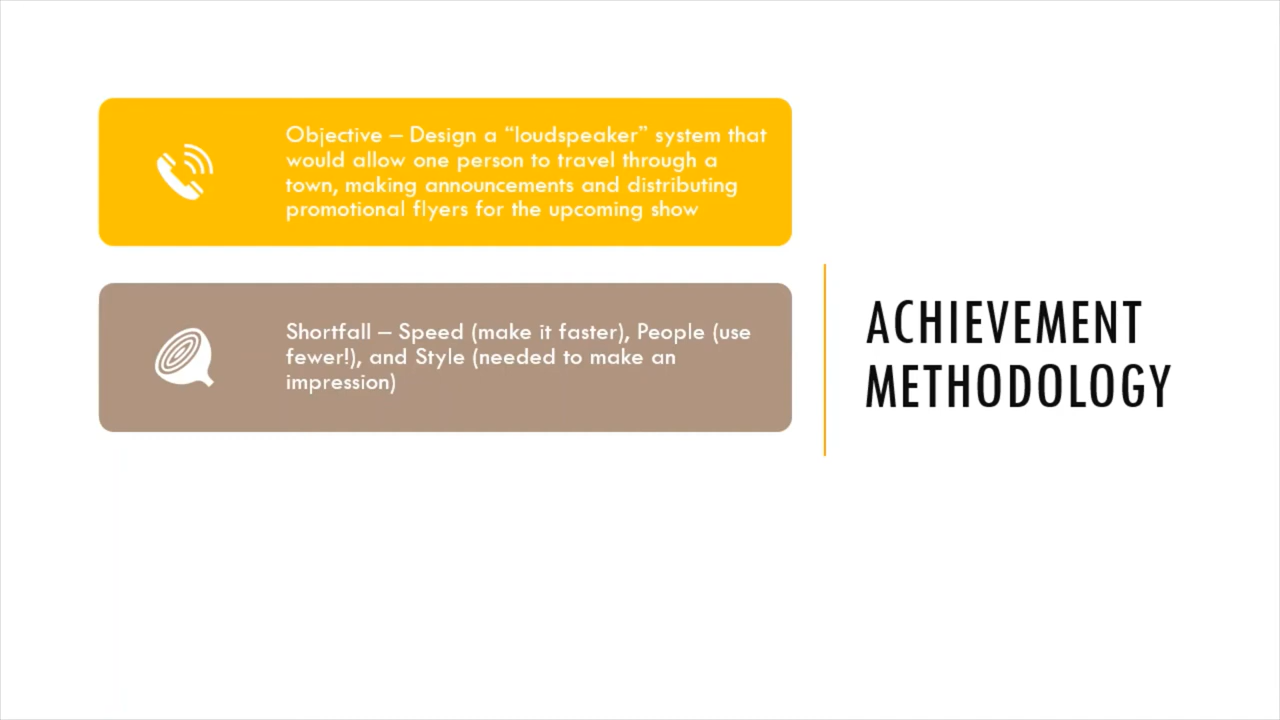 Objective – Design a “loudspeaker” system that
would allow one person to travel through a
town, making announcements and distributing
promotional flyers for the upcoming show
Shortfall – Speed (make it faster), People (use
fewer!), and Style (needed to make an
impression)
ACHIEVEMENT
METHODOLOGY